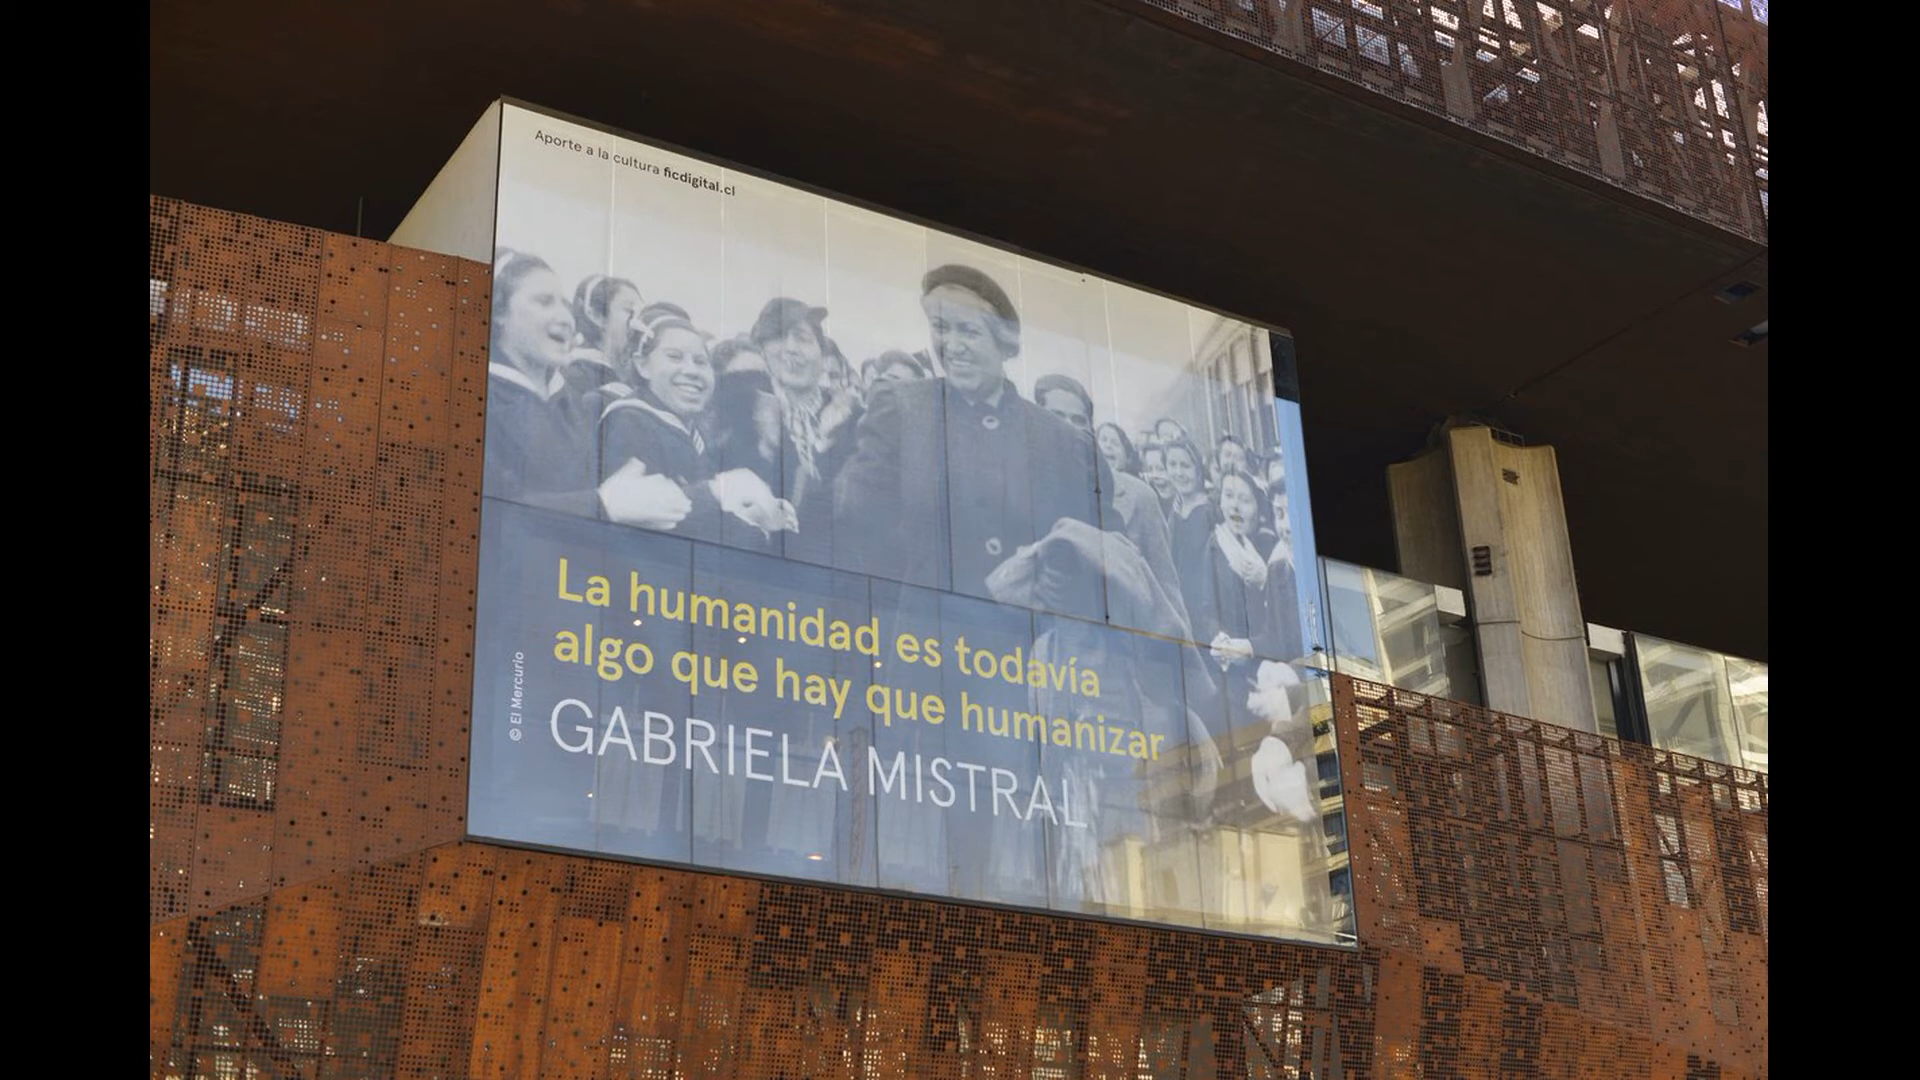 Aporte a la cultura ficdigital.cl
La humanidad es todavía
algo que hay que humanizar
GABRIELA MISTRAL
© El Mercurio